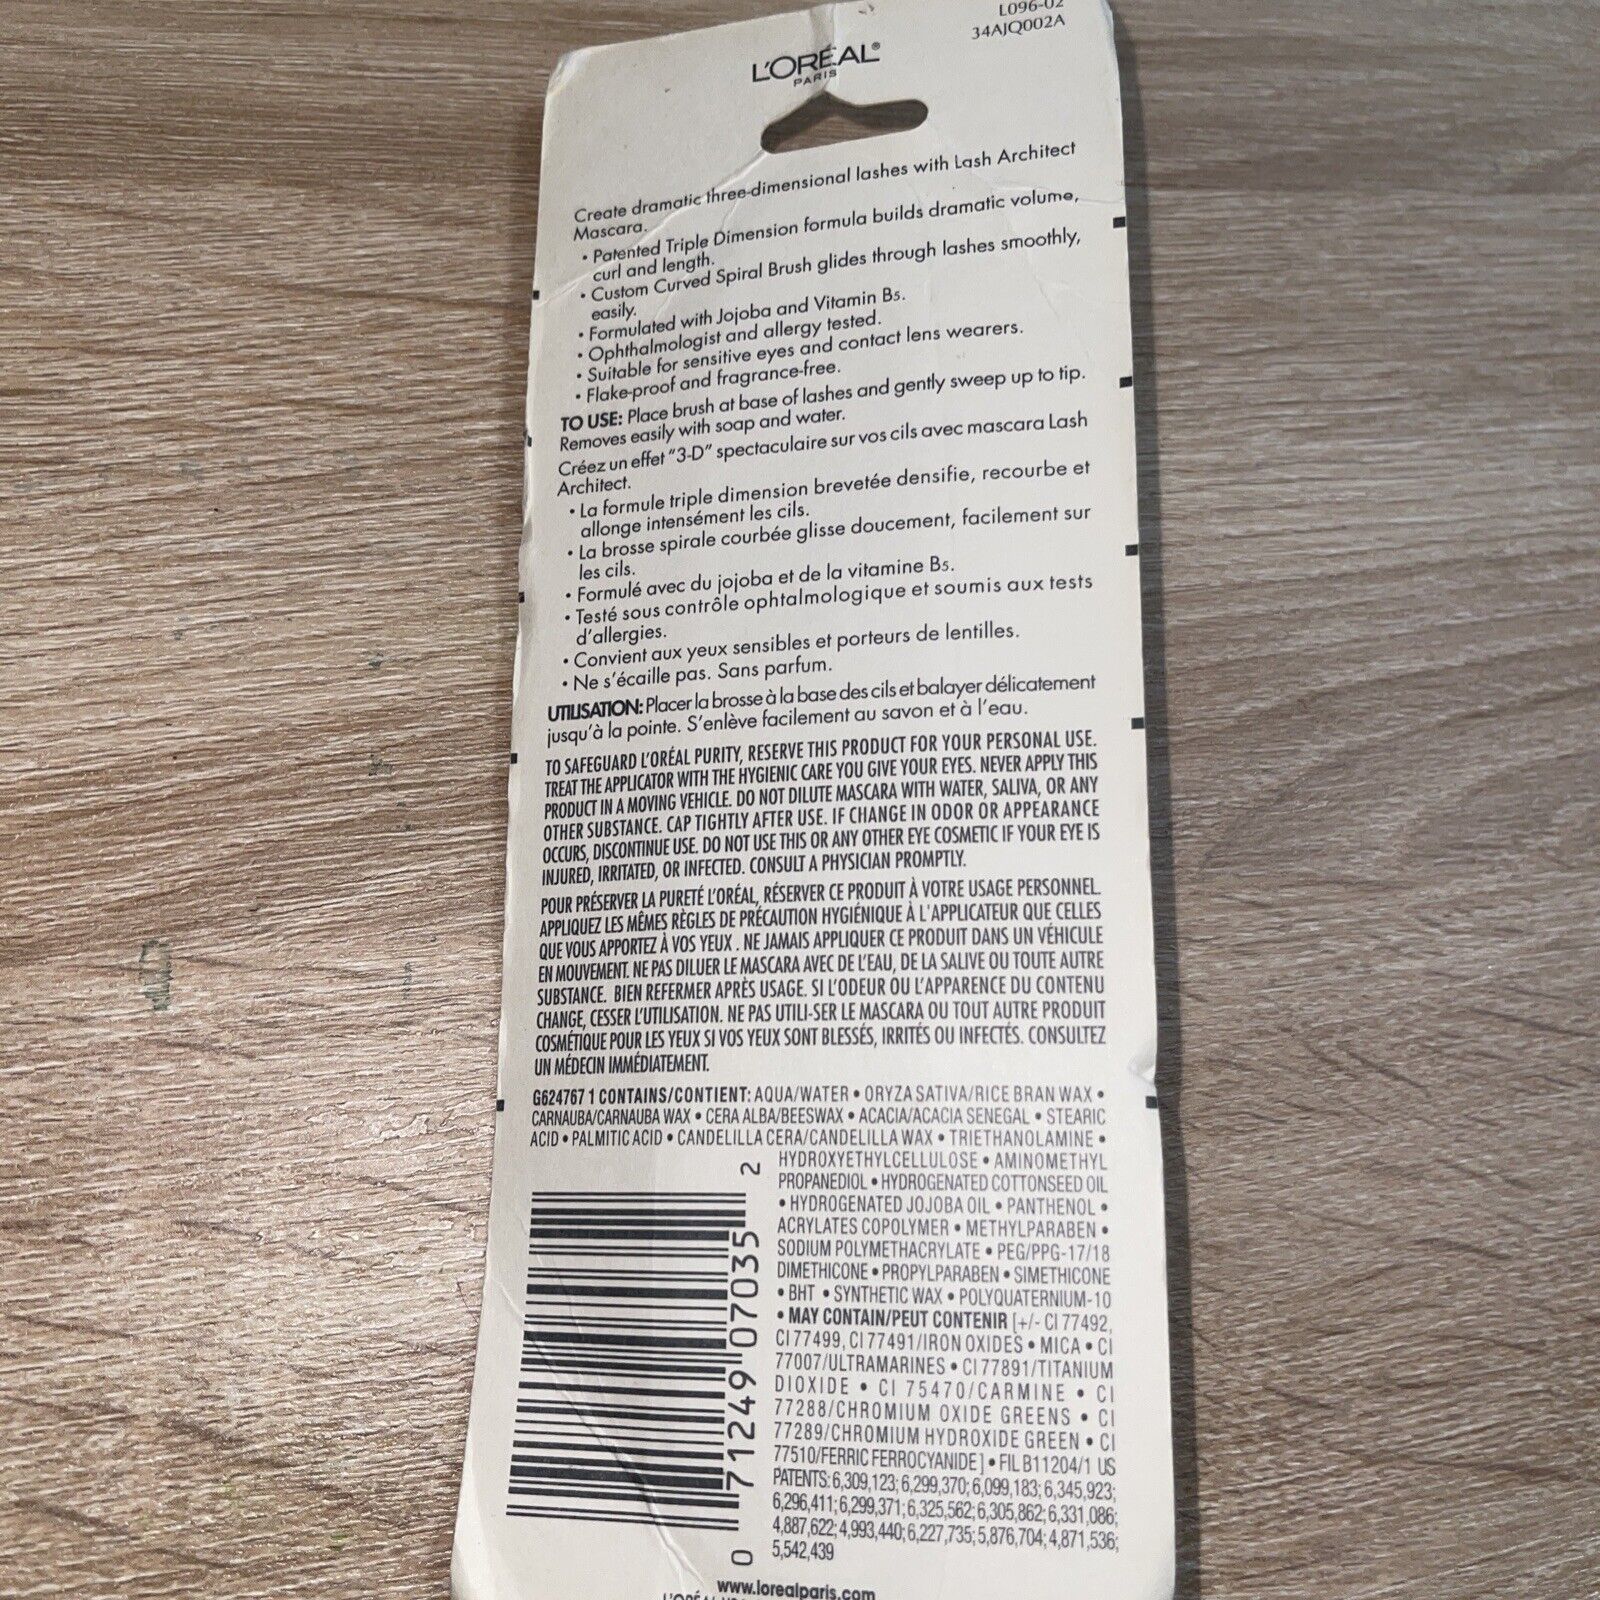 L096-02
34AJQ002A
L'ORÉAL®
PARIS
Create dramatic three-dimensional lashes with Lash Architect
Mascara.
• Patented Triple Dimension formula builds dramatic volume,
curl and length.
• Custom Curved Spiral Brush glides through lashes smoothly,
easily.
• Formulated with Jojoba and Vitamin B5.
• Ophthalmologist and allergy tested.
• Suitable for sensitive eyes and contact lens wearers.
• Flake-proof and fragrance-free.
TO USE: Place brush at base of lashes and gently sweep up to tip.
Removes easily with soap and water.
Créez un effet "3-D" spectaculaire sur vos cils avec mascara Lash
Architect.
• La formule triple dimension brevetée densifie, recourbe et
allonge intensément les cils.
• La brosse spirale courbée glisse doucement, facilement sur
les cils.
• Formulé avec du jojoba et de la vitamine B5.
• Testé sous contrôle ophtalmologique et soumis aux tests
d'allergies.
• Convient aux yeux sensibles et porteurs de lentilles.
• Ne s'écaille pas. Sans parfum.
UTILISATION: Placer la brosse à la base des cils et balayer délicatement
jusqu'à la pointe. S'enlève facilement au savon et à l'eau.
TO SAFEGUARD L'ORÉAL PURITY, RESERVE THIS PRODUCT FOR YOUR PERSONAL USE.
TREAT THE APPLICATOR WITH THE HYGIENIC CARE YOU GIVE YOUR EYES. NEVER APPLY THIS
PRODUCT IN A MOVING VEHICLE. DO NOT DILUTE MASCARA WITH WATER, SALIVA, OR ANY
OTHER SUBSTANCE. CAP TIGHTLY AFTER USE. IF CHANGE IN ODOR OR APPEARANCE
OCCURS, DISCONTINUE USE. DO NOT USE THIS OR ANY OTHER EYE COSMETIC IF YOUR EYE IS
INJURED, IRRITATED, OR INFECTED. CONSULT A PHYSICIAN PROMPTLY.
POUR PRÉSERVER LA PURETÉ L'ORÉAL, RÉSERVER CE PRODUIT À VOTRE USAGE PERSONNEL.
APPLIQUEZ LES MÊMES RÈGLES DE PRÉCAUTION HYGIÉNIQUE À L'APPLICATEUR QUE CELLES
QUE VOUS APPORTEZ À VOS YEUX . NE JAMAIS APPLIQUER CE PRODUIT DANS UN VÉHICULE
EN MOUVEMENT. NE PAS DILUER LE MASCARA AVEC DE L'EAU, DE LA SALIVE OU TOUTE AUTRE
SUBSTANCE. BIEN REFERMER APRÈS USAGE. SI L'ODEUR OU L'APPARENCE DU CONTENU
CHANGE, CESSER L'UTILISATION. NE PAS UTILI-SER LE MASCARA OU TOUT AUTRE PRODUIT
COSMÉTIQUE POUR LES YEUX SI VOS YEUX SONT BLESSÉS, IRRITÉS OU INFECTÉS. CONSULTEZ
UN MÉDECIN IMMÉDIATEMENT.
G624767 1 CONTAINS/CONTIENT: AQUA/WATER • ORYZA SATIVA/RICE BRAN WAX •
CARNAUBA/CARNAUBA WAX • CERA ALBA/BEESWAX • ACACIA/ACACIA SENEGAL • STEARIC
ACID • PALMITIC ACID • CANDELILLA CERA/CANDELILLA WAX • TRIETHANOLAMINE •
HYDROXYETHYLCELLULOSE • AMINOMETHYL
PROPANEDIOL • HYDROGENATED COTTONSEED OIL
• HYDROGENATED JOJOBA OIL • PANTHENOL •
ACRYLATES COPOLYMER • METHYLPARABEN •
SODIUM POLYMETHACRYLATE • PEG/PPG-17/18
DIMETHICONE • PROPYLPARABEN • SIMETHICONE
• BHT • SYNTHETIC WAX • POLYQUATERNIUM-10
• MAY CONTAIN/PEUT CONTENIR [+/- CI 77492,
CI 77499, CI 77491/IRON OXIDES • MICA • CI
77007/ULTRAMARINES • CI 77891/TITANIUM
DIOXIDE • CI 75470/CARMINE • CI
77288/CHROMIUM OXIDE GREENS • CI
77289/CHROMIUM HYDROXIDE GREEN • CI
77510/FERRIC FERROCYANIDE] • FIL B11204/1 US
PATENTS: 6,309,123; 6,299,370; 6,099,183; 6,345,923;
6,296,411; 6,299,371; 6,325,562; 6,305,862; 6,331,086;
4,887,622; 4,993,440; 6,227,735; 5,876,704; 4,871,536;
5,542,439
0 71249 07035 2
www.lorealparis.com